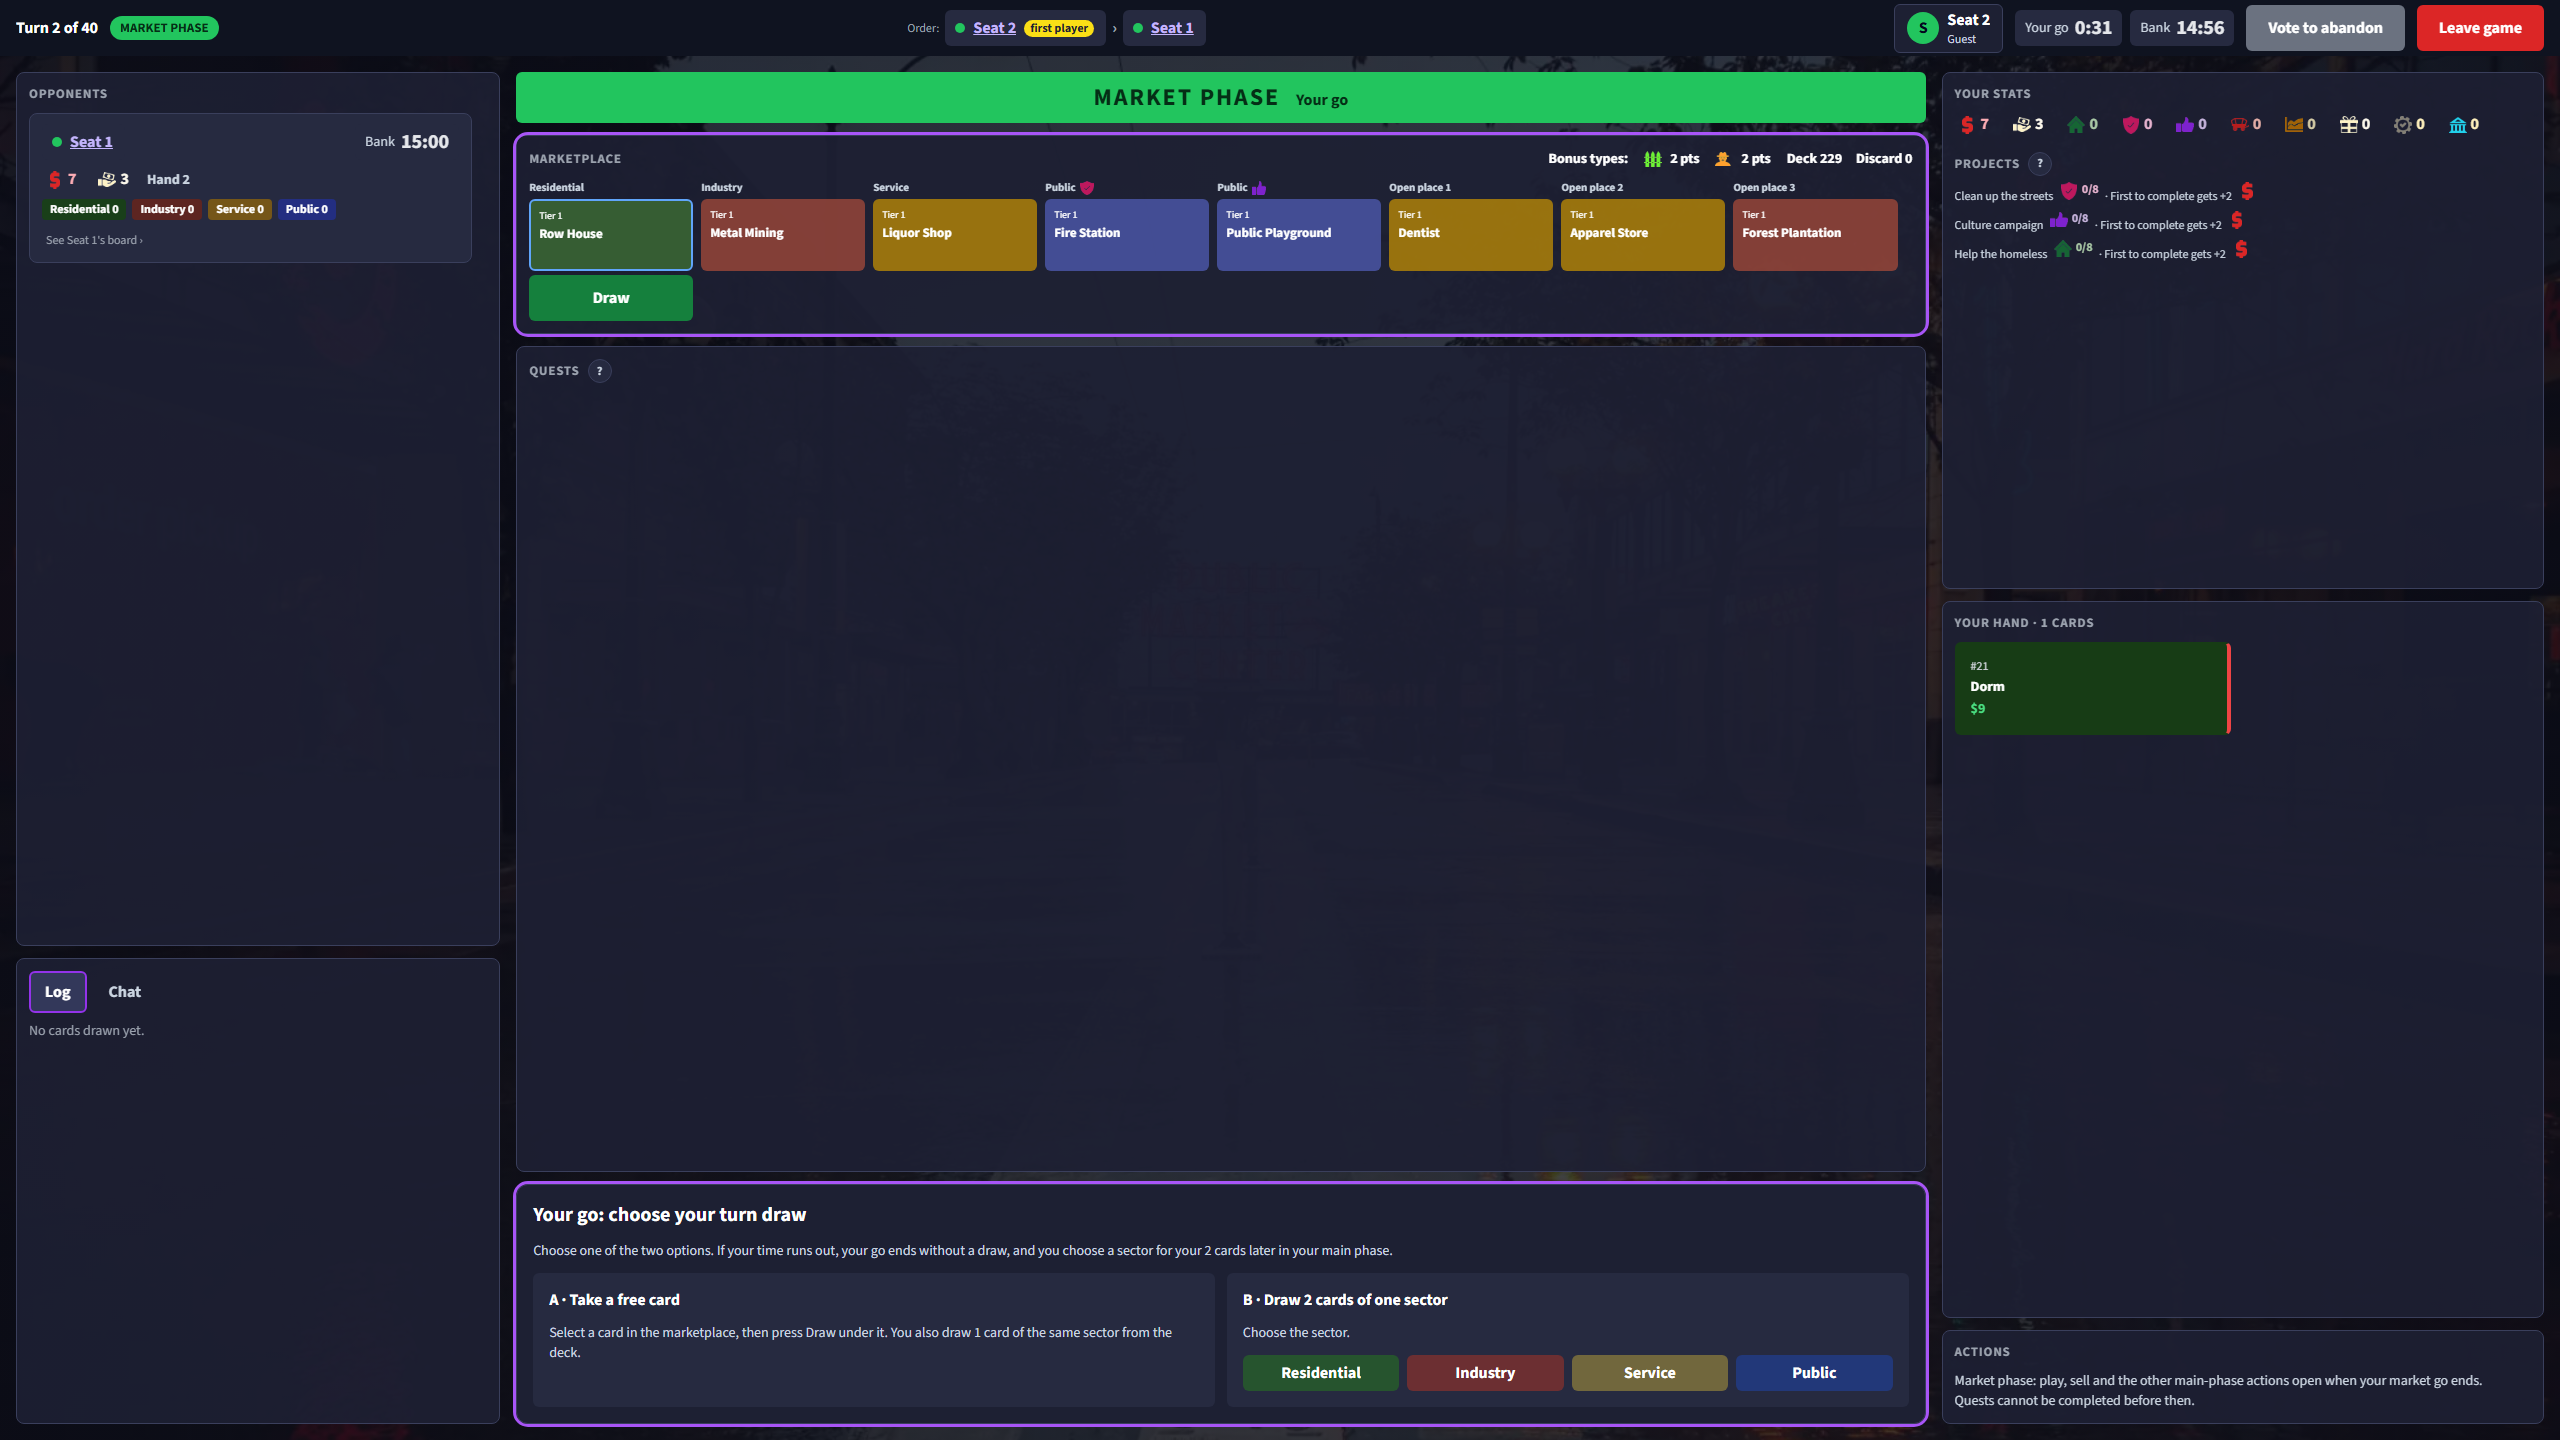 Turn 2 of 40 MARKET PHASE
Order: Seat 2 first player › Seat 1
S Seat 2 Guest
Your go 0:31 Bank 14:56 Vote to abandon Leave game
OPPONENTS
Seat 1 Bank 15:00
7 3 Hand 2
Residential 0 Industry 0 Service 0 Public 0
See Seat 1's board ›
Log Chat
No cards drawn yet.
MARKET PHASE Your go
MARKETPLACE
Bonus types: 2 pts 2 pts Deck 229 Discard 0
Residential Industry Service Public Public Open place 1 Open place 2 Open place 3
Tier 1 Tier 1 Tier 1 Tier 1 Tier 1 Tier 1 Tier 1 Tier 1
Row House Metal Mining Liquor Shop Fire Station Public Playground Dentist Apparel Store Forest Plantation
Draw
QUESTS ?
Your go: choose your turn draw
Choose one of the two options. If your time runs out, your go ends without a draw, and you choose a sector for your 2 cards later in your main phase.
A · Take a free card
Select a card in the marketplace, then press Draw under it. You also draw 1 card of the same sector from the
deck.
B · Draw 2 cards of one sector
Choose the sector.
Residential Industry Service Public
YOUR STATS
7 3 0 0 0 0 0 0 0 0
PROJECTS ?
Clean up the streets 0/8 · First to complete gets +2
Culture campaign 0/8 · First to complete gets +2
Help the homeless 0/8 · First to complete gets +2
YOUR HAND · 1 CARDS
#21
Dorm
$9
ACTIONS
Market phase: play, sell and the other main-phase actions open when your market go ends.
Quests cannot be completed before then.